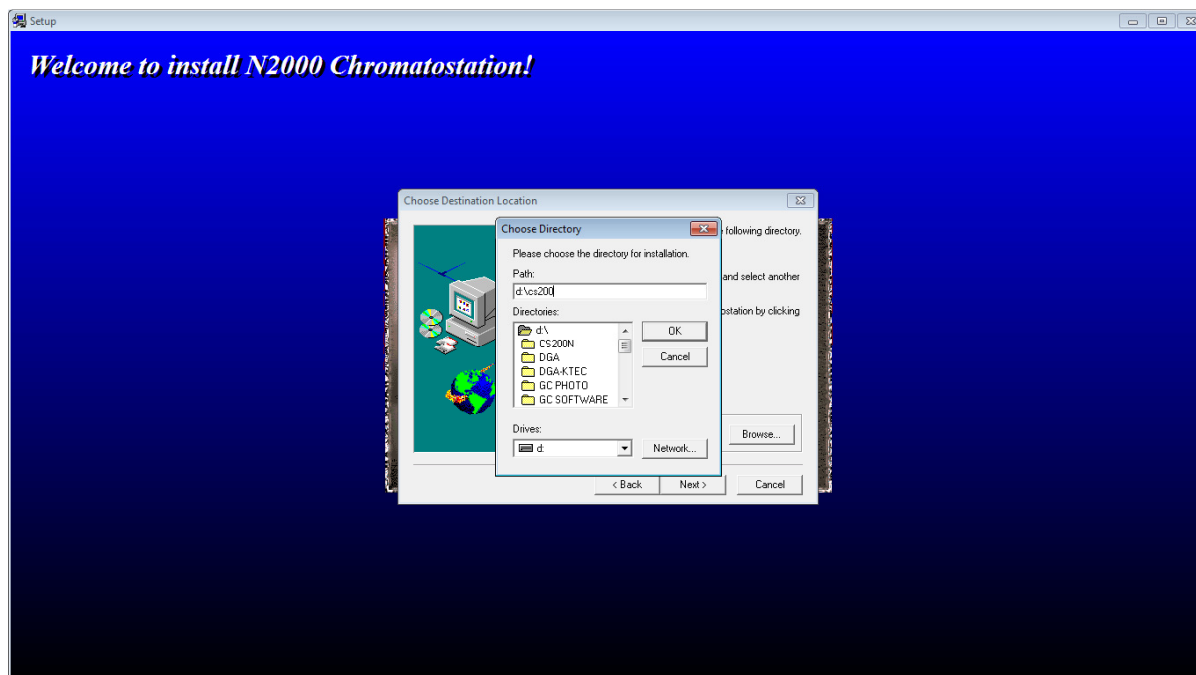 Setup
Welcome to install N2000 Chromatostation!
Choose Destination Location
Choose Directory
following directory.
Please choose the directory for installation.
Path:
and select another
d:\cs200
Directories:
ostation by clicking
d:\
OK
CS200N
DGA
Cancel
DGA-KTEC
GC PHOTO
GC SOFTWARE
Drives:
Browse...
d:
Network...
< Back
Next >
Cancel